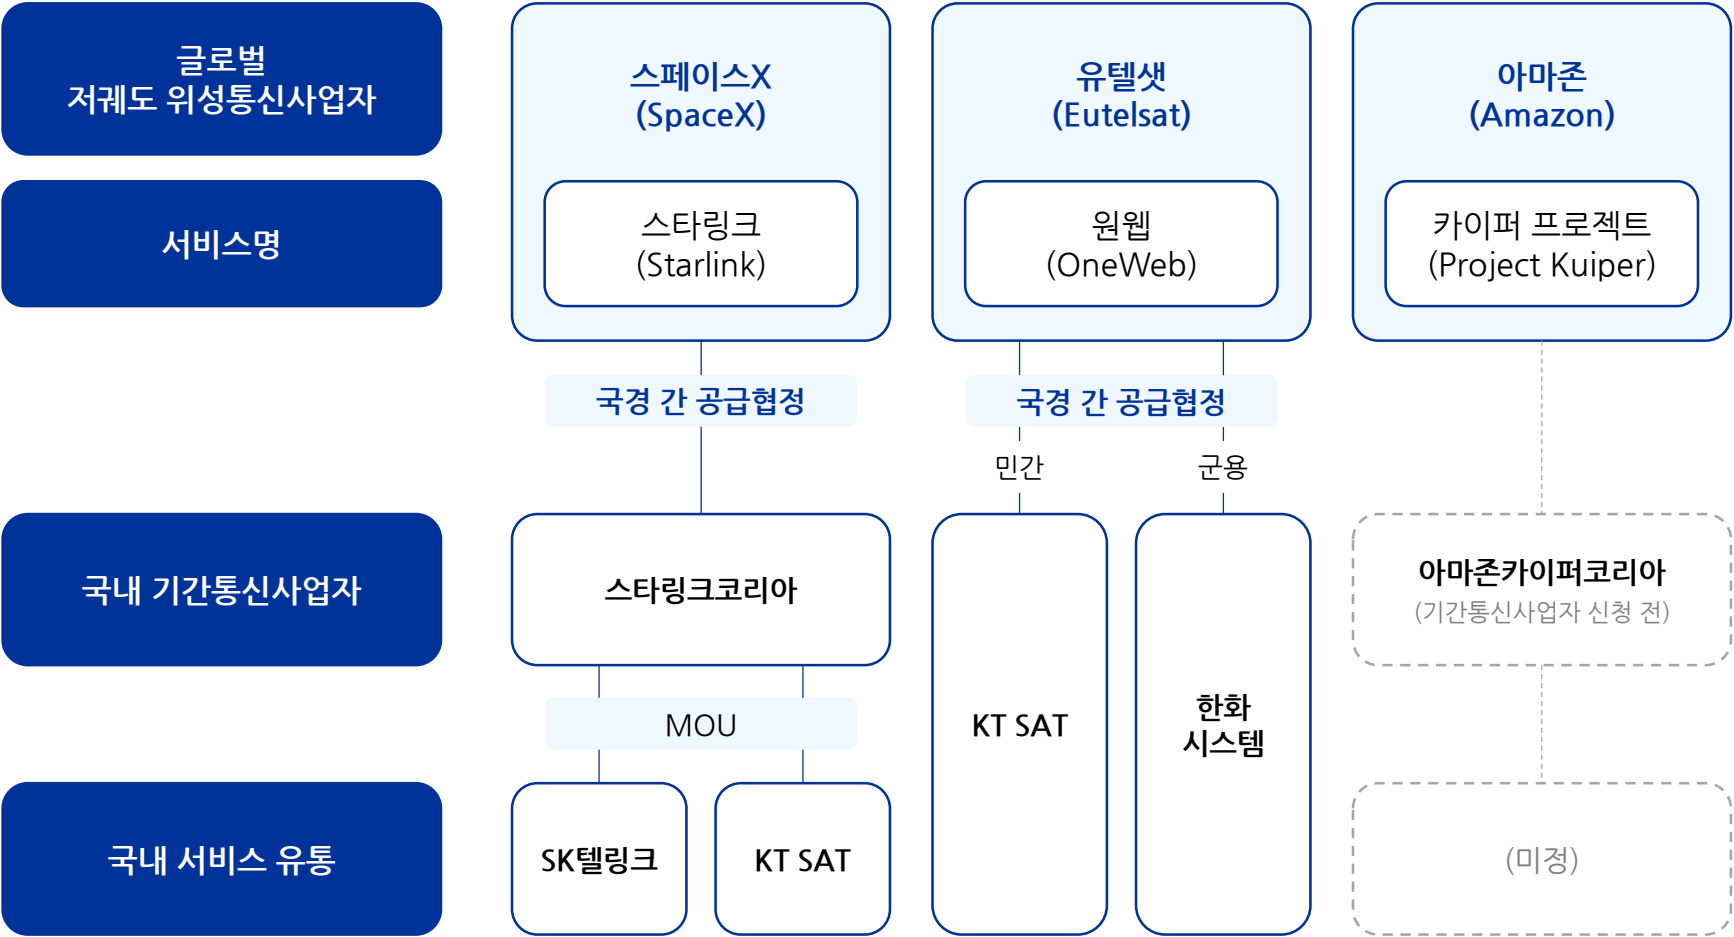 글로벌
저궤도 위성통신사업자
스페이스X
(SpaceX)
유텔샛
(Eutelsat)
아마존
(Amazon)
서비스명
스타링크
(Starlink)
원웹
(OneWeb)
카이퍼 프로젝트
(Project Kuiper)
국경 간 공급협정
국경 간 공급협정
민간
군용
국내 기간통신사업자
스타링크코리아
아마존카이퍼코리아
(기간통신사업자 신청 전)
MOU
KT SAT
한화
시스템
국내 서비스 유통
SK텔링크
KT SAT
(미정)